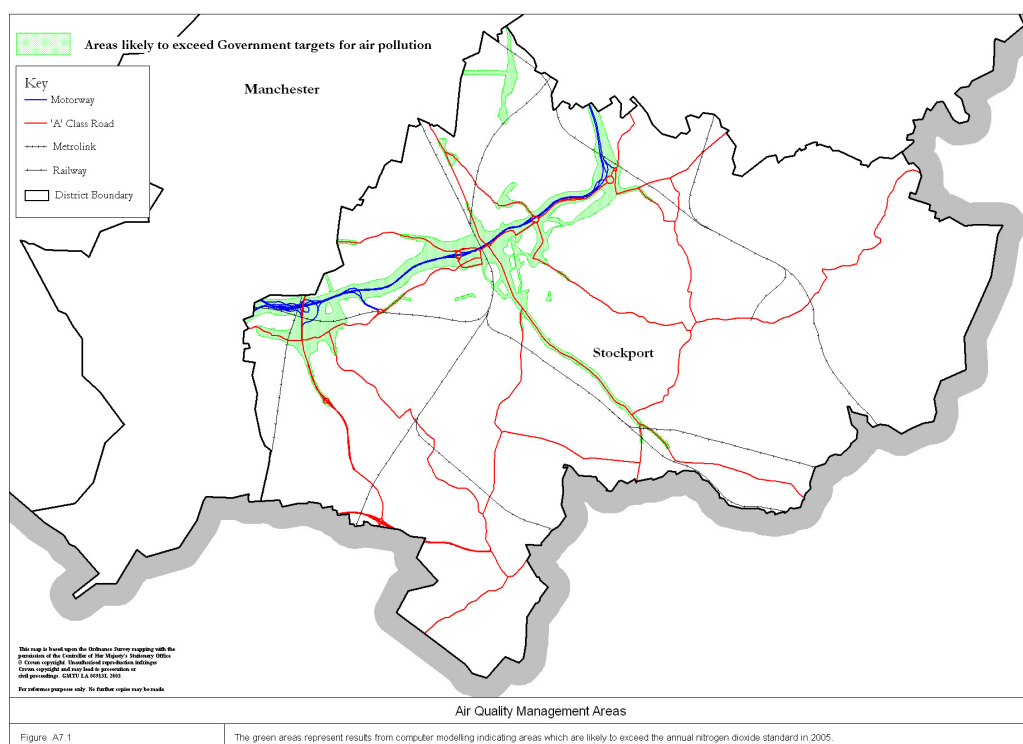 Areas likely to exceed Government targets for air pollution
Key
Motorway
'A' Class Road
Metrolink
Railway
District Boundary
Manchester
Stockport
This map is based upon the Ordnance Survey mapping with the
permission of the Controller of Her Majesty's Stationery Office
© Crown copyright. Unauthorised reproduction infringes
Crown copyright and may lead to prosecution or
civil proceedings. GMTU LA 089131, 2003.
For reference purposes only. No further copies may be made.
Air Quality Management Areas
Figure A7.1
The green areas represent results from computer modelling indicating areas which are likely to exceed the annual nitrogen dioxide standard in 2005.